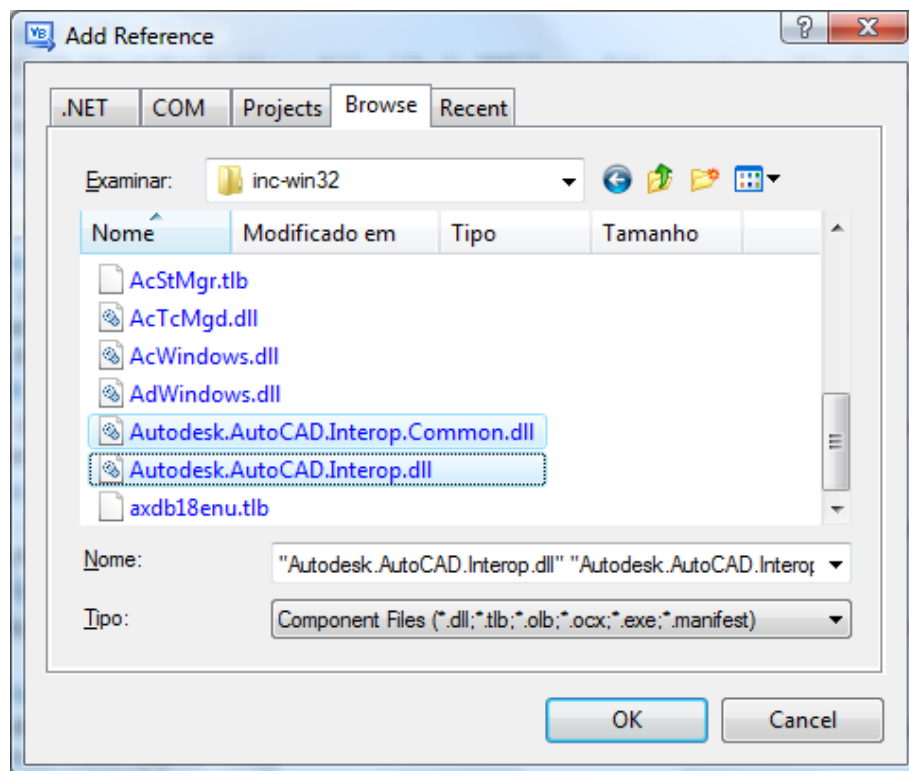 VB Add Reference
.NET COM Projects Browse Recent
Examinar: inc-win32
Nome Modificado em Tipo Tamanho
AcStMgr.tlb
AcTcMgd.dll
AcWindows.dll
AdWindows.dll
Autodesk.AutoCAD.Interop.Common.dll
Autodesk.AutoCAD.Interop.dll
axdb18enu.tlb
Nome: "Autodesk.AutoCAD.Interop.dll" "Autodesk.AutoCAD.Interop
Tipo: Component Files (*.dll;*.tlb;*.olb;*.ocx;*.exe;*.manifest)
OK Cancel